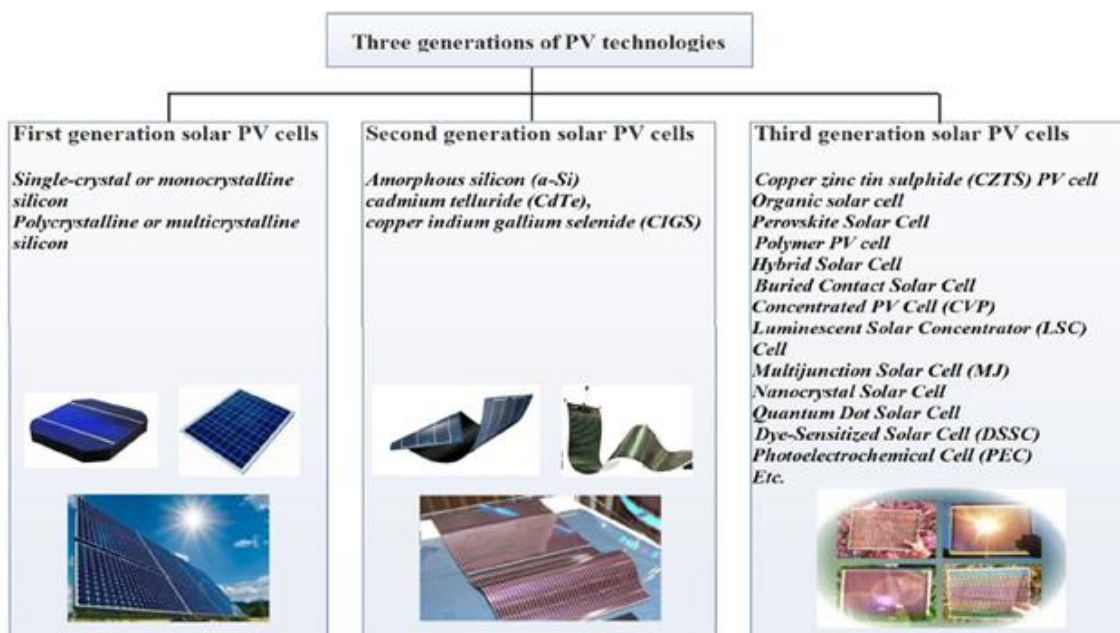 Three generations of PV technologies
First generation solar PV cells
Single-crystal or monocrystalline
silicon
Polycrystalline or multicrystalline
silicon
Second generation solar PV cells
Amorphous silicon (a-Si)
cadmium telluride (CdTe),
copper indium gallium selenide (CIGS)
Third generation solar PV cells
Copper zinc tin sulphide (CZTS) PV cell
Organic solar cell
Perovskite Solar Cell
Polymer PV cell
Hybrid Solar Cell
Buried Contact Solar Cell
Concentrated PV Cell (CVP)
Luminescent Solar Concentrator (LSC)
Cell
Multijunction Solar Cell (MJ)
Nanocrystal Solar Cell
Quantum Dot Solar Cell
Dye-Sensitized Solar Cell (DSSC)
Photoelectrochemical Cell (PEC)
Etc.